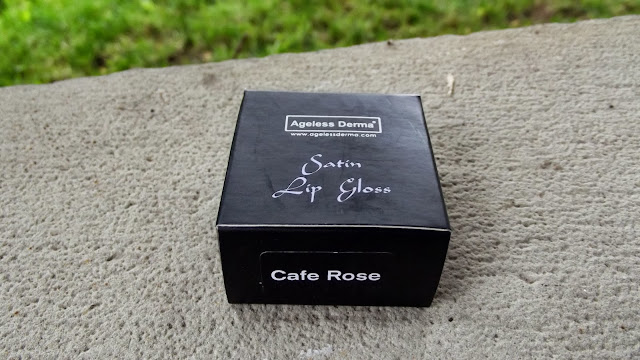 Ageless Derma®
www.agelessderma.com
Satin
Lip Gloss
Cafe Rose